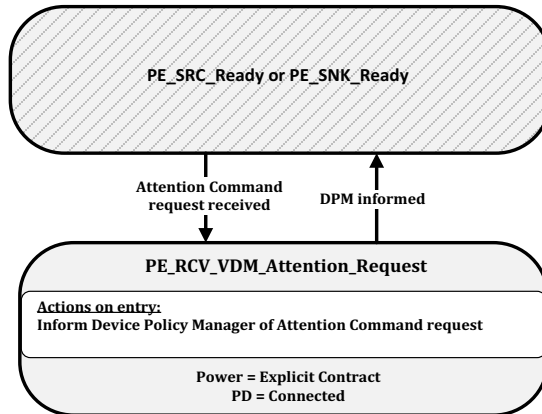 PE_SRC_Ready or PE_SNK_Ready
Attention Command
request received
DPM informed
PE_RCV_VDM_Attention_Request
Actions on entry:
Inform Device Policy Manager of Attention Command request
Power = Explicit Contract
PD = Connected